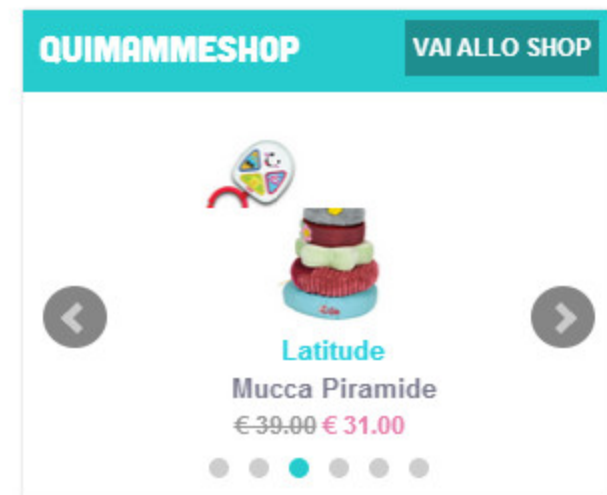 QUIMAMMESHOP
VAI ALLO SHOP
Latitude
Mucca Piramide
€ 39.00 € 31.00